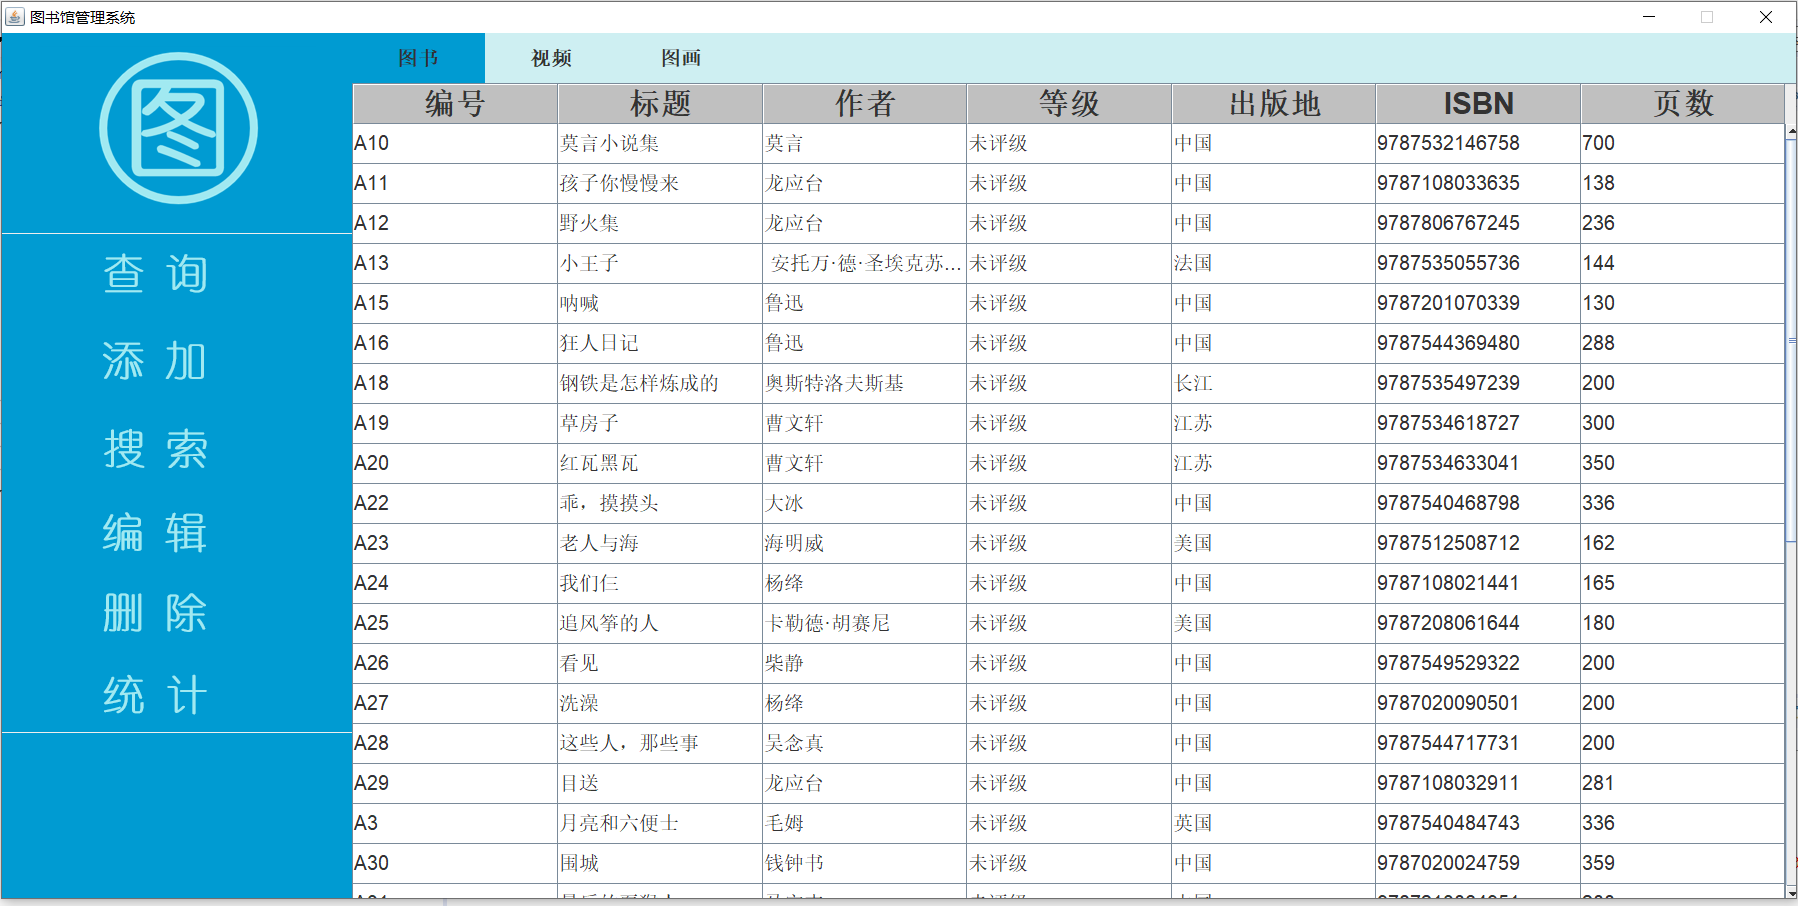 图书馆管理系统
图
图书 视频 图画
查 询
添 加
搜 索
编 辑
删 除
统 计
编号 标题 作者 等级 出版地 ISBN 页数
A10 莫言小说集 莫言 未评级 中国 9787532146758 700
A11 孩子你慢慢来 龙应台 未评级 中国 9787108033635 138
A12 野火集 龙应台 未评级 中国 9787806767245 236
A13 小王子 安托万·德·圣埃克苏... 未评级 法国 9787535055736 144
A15 呐喊 鲁迅 未评级 中国 9787201070339 130
A16 狂人日记 鲁迅 未评级 中国 9787544369480 288
A18 钢铁是怎样炼成的 奥斯特洛夫斯基 未评级 长江 9787535497239 200
A19 草房子 曹文轩 未评级 江苏 9787534618727 300
A20 红瓦黑瓦 曹文轩 未评级 江苏 9787534633041 350
A22 乖，摸摸头 大冰 未评级 中国 9787540468798 336
A23 老人与海 海明威 未评级 美国 9787512508712 162
A24 我们仨 杨绛 未评级 中国 9787108021441 165
A25 追风筝的人 卡勒德·胡赛尼 未评级 美国 9787208061644 180
A26 看见 柴静 未评级 中国 9787549529322 200
A27 洗澡 杨绛 未评级 中国 9787020090501 200
A28 这些人，那些事 吴念真 未评级 中国 9787544717731 200
A29 目送 龙应台 未评级 中国 9787108032911 281
A3 月亮和六便士 毛姆 未评级 英国 9787540484743 336
A30 围城 钱钟书 未评级 中国 9787020024759 359